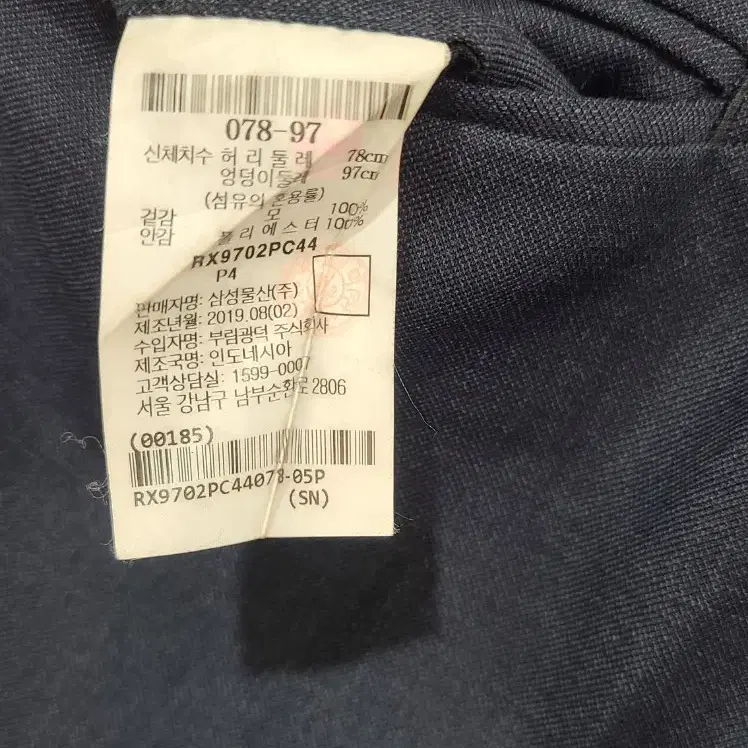 078-97
신체치수 허리둘레 78cm
엉덩이둘레 97cm
(섬유의 혼용률)
겉감 모 100%
안감 폴리에스터 100%
RX9702PC44
P4
판매자명: 삼성물산(주)
제조년월: 2019.08(02)
수입자명: 부림광덕 주식회사
제조국명: 인도네시아
고객상담실: 1599-0007
서울 강남구 남부순환로 2806
(00185)
RX9702PC44078-05P
(SN)